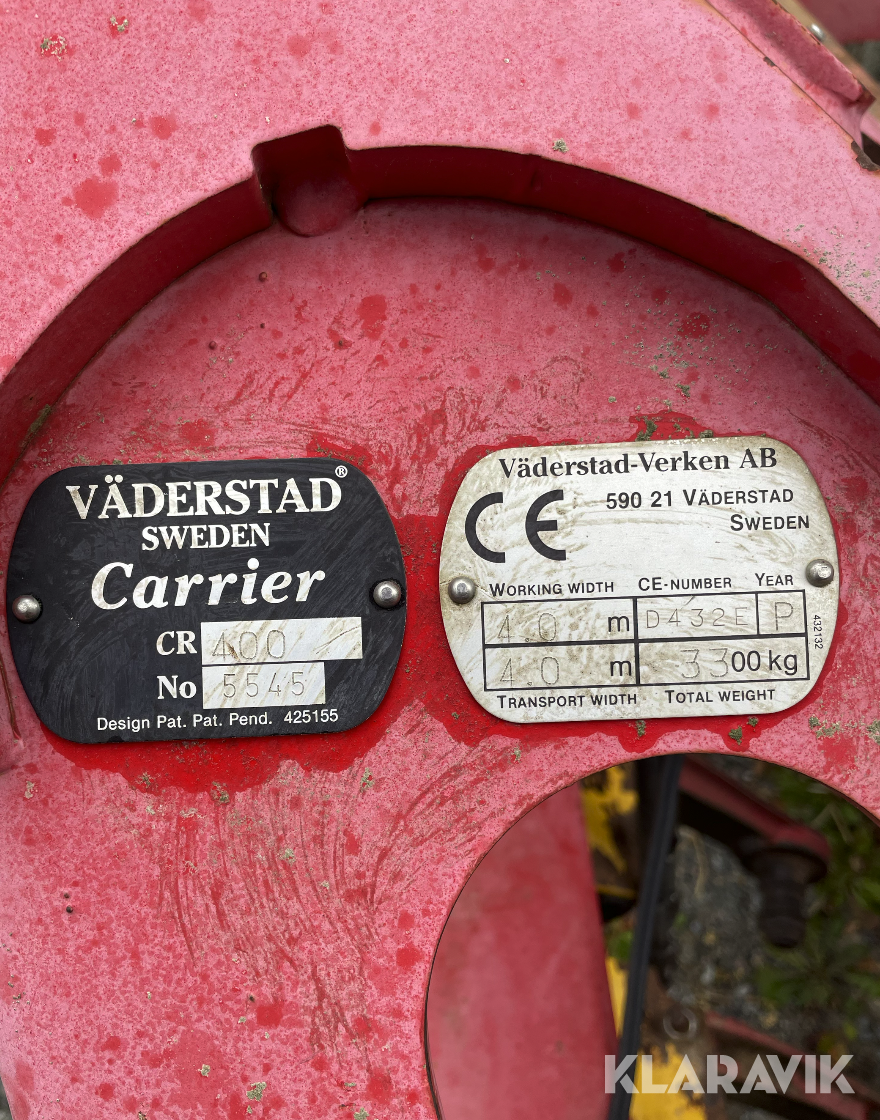 VÄDERSTAD®
SWEDEN
Carrier
CR 400
No 5545
Design Pat. Pat. Pend. 425155
Väderstad-Verken AB
CE 590 21 VÄDERSTAD
SWEDEN
WORKING WIDTH CE-NUMBER YEAR
4.0 m D432E P
4.0 m 3300 kg
TRANSPORT WIDTH TOTAL WEIGHT
432132
KLARAVIK